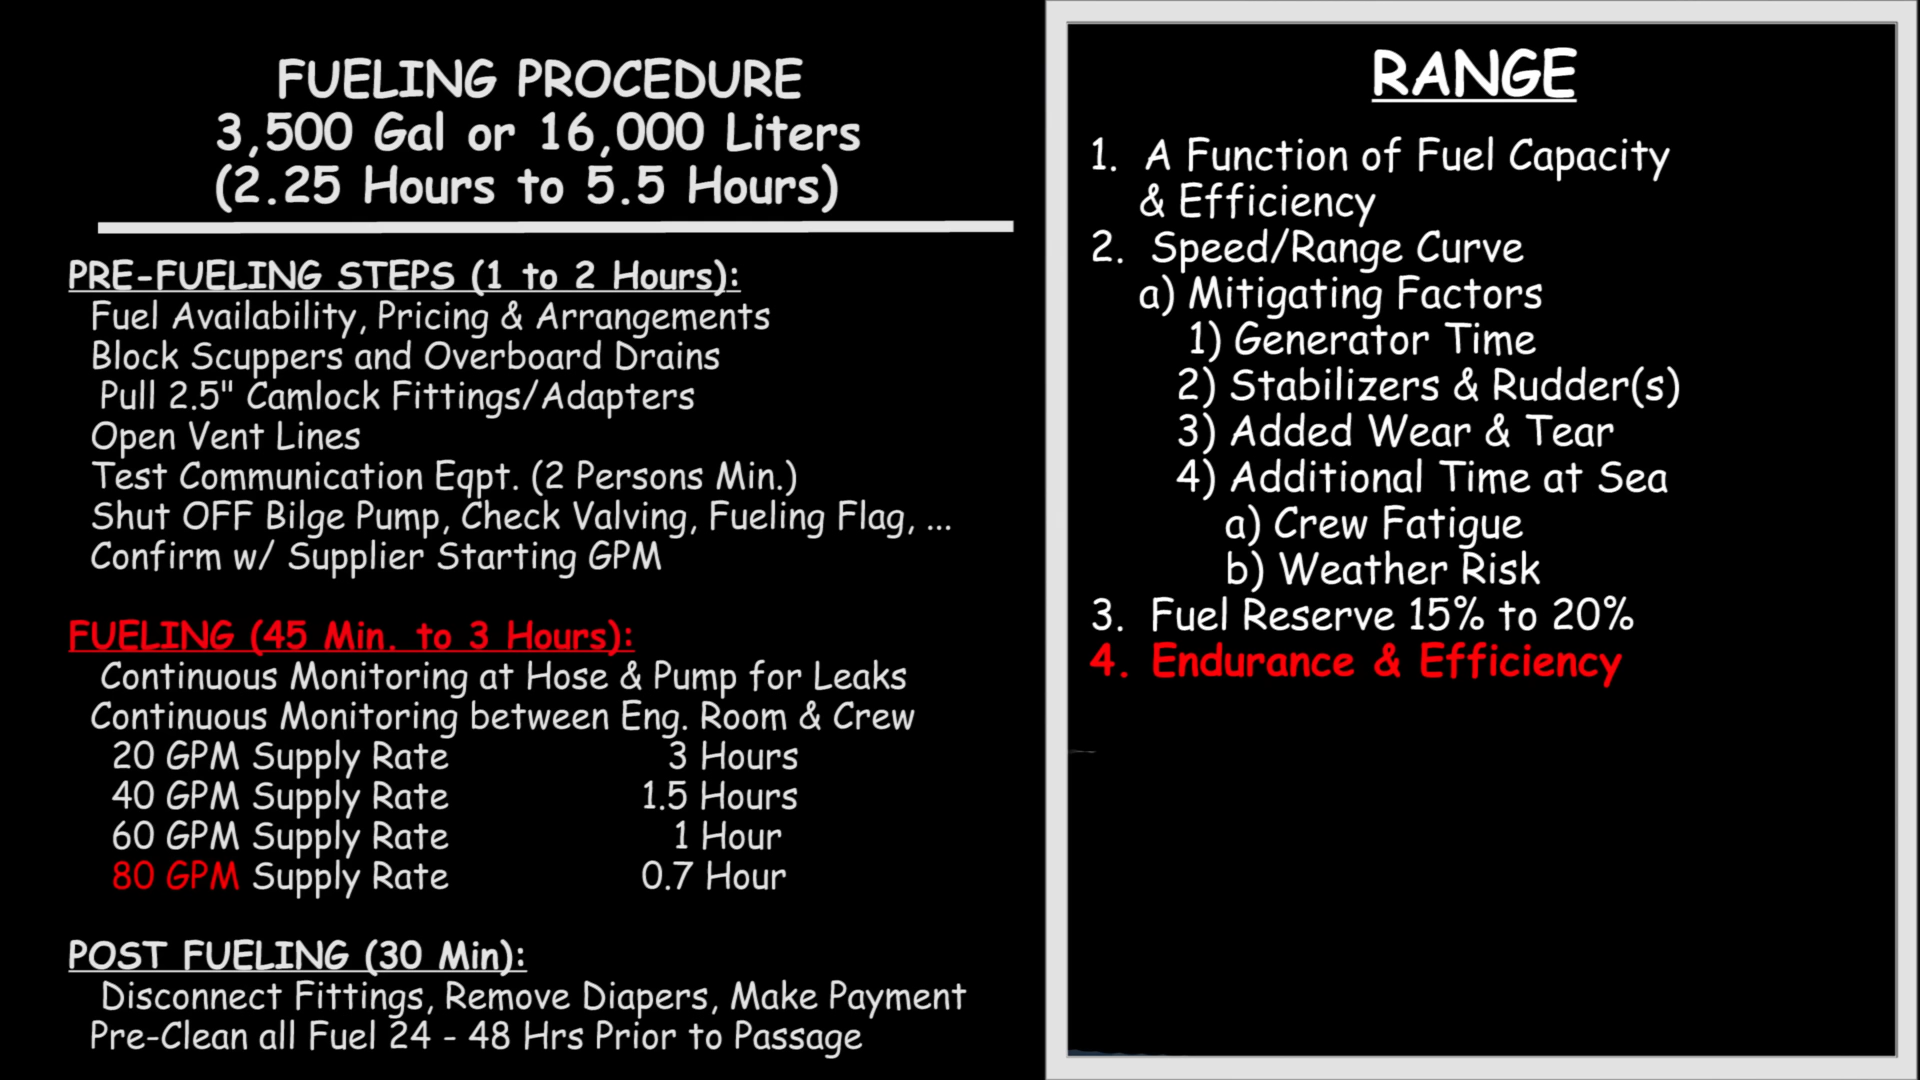 FUELING PROCEDURE
3,500 Gal or 16,000 Liters
(2.25 Hours to 5.5 Hours)
PRE-FUELING STEPS (1 to 2 Hours):
Fuel Availability, Pricing & Arrangements
Block Scuppers and Overboard Drains
Pull 2.5" Camlock Fittings/Adapters
Open Vent Lines
Test Communication Eqpt. (2 Persons Min.)
Shut OFF Bilge Pump, Check Valving, Fueling Flag, ...
Confirm w/ Supplier Starting GPM
FUELING (45 Min. to 3 Hours):
Continuous Monitoring at Hose & Pump for Leaks
Continuous Monitoring between Eng. Room & Crew
20 GPM Supply Rate 3 Hours
40 GPM Supply Rate 1.5 Hours
60 GPM Supply Rate 1 Hour
80 GPM Supply Rate 0.7 Hour
POST FUELING (30 Min):
Disconnect Fittings, Remove Diapers, Make Payment
Pre-Clean all Fuel 24 - 48 Hrs Prior to Passage
RANGE
1. A Function of Fuel Capacity
& Efficiency
2. Speed/Range Curve
a) Mitigating Factors
1) Generator Time
2) Stabilizers & Rudder(s)
3) Added Wear & Tear
4) Additional Time at Sea
a) Crew Fatigue
b) Weather Risk
3. Fuel Reserve 15% to 20%
4. Endurance & Efficiency